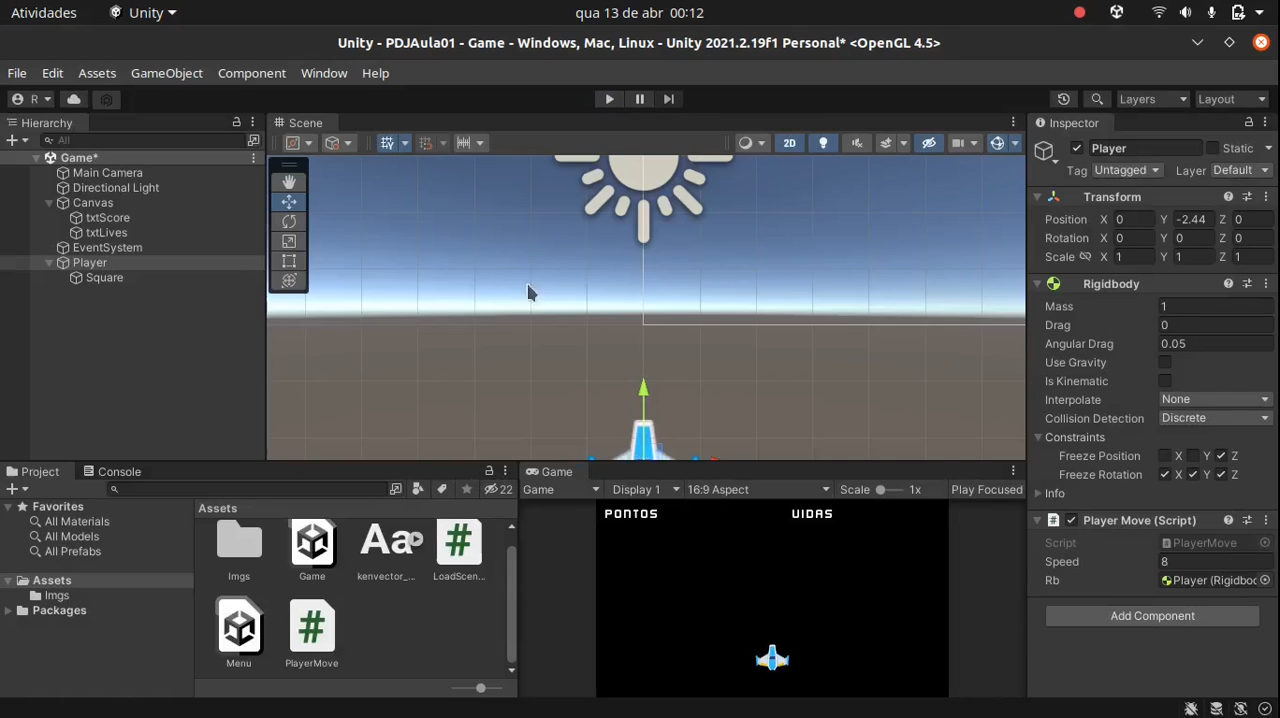 Atividades Unity qua 13 de abr 00:12
Unity - PDJAula01 - Game - Windows, Mac, Linux - Unity 2021.2.19f1 Personal* <OpenGL 4.5>
File Edit Assets GameObject Component Window Help
R Layers Layout
Hierarchy
All
Game*
Main Camera
Directional Light
Canvas
txtScore
txtLives
EventSystem
Player
Square
Scene
2D
Inspector
Player Static
Tag Untagged Layer Default
Transform
Position X 0 Y -2.44 Z 0
Rotation X 0 Y 0 Z 0
Scale X 1 Y 1 Z 1
Rigidbody
Mass 1
Drag 0
Angular Drag 0.05
Use Gravity
Is Kinematic
Interpolate None
Collision Detection Discrete
Constraints
Freeze Position X Y Z
Freeze Rotation X Y Z
Info
# Player Move (Script)
Script PlayerMove
Speed 8
Rb Player (Rigidboc
Add Component
Project Console
22
Favorites
All Materials
All Models
All Prefabs
Assets
Imgs
Packages
Assets
Imgs
Game
Aa
kenvector_...
#
LoadScen...
Menu
#
PlayerMove
Game
Game Display 1 16:9 Aspect Scale 1x Play Focused
PONTOS VIDAS